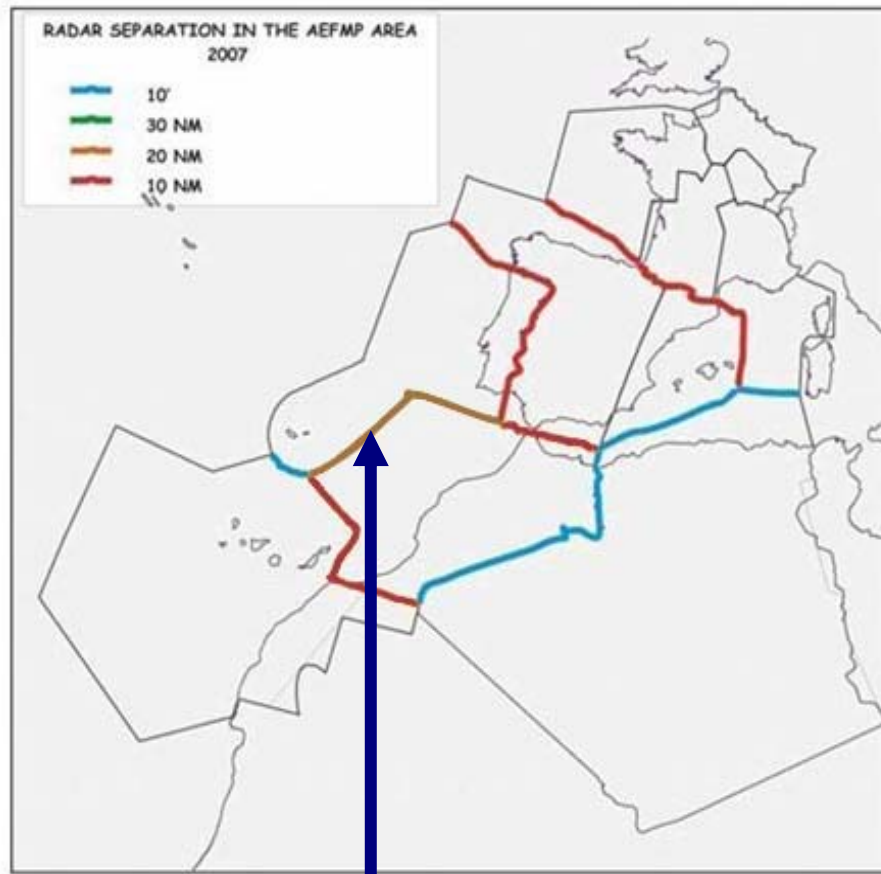 RADAR SEPARATION IN THE AEFMP AREA
2007
10'
30 NM
20 NM
10 NM